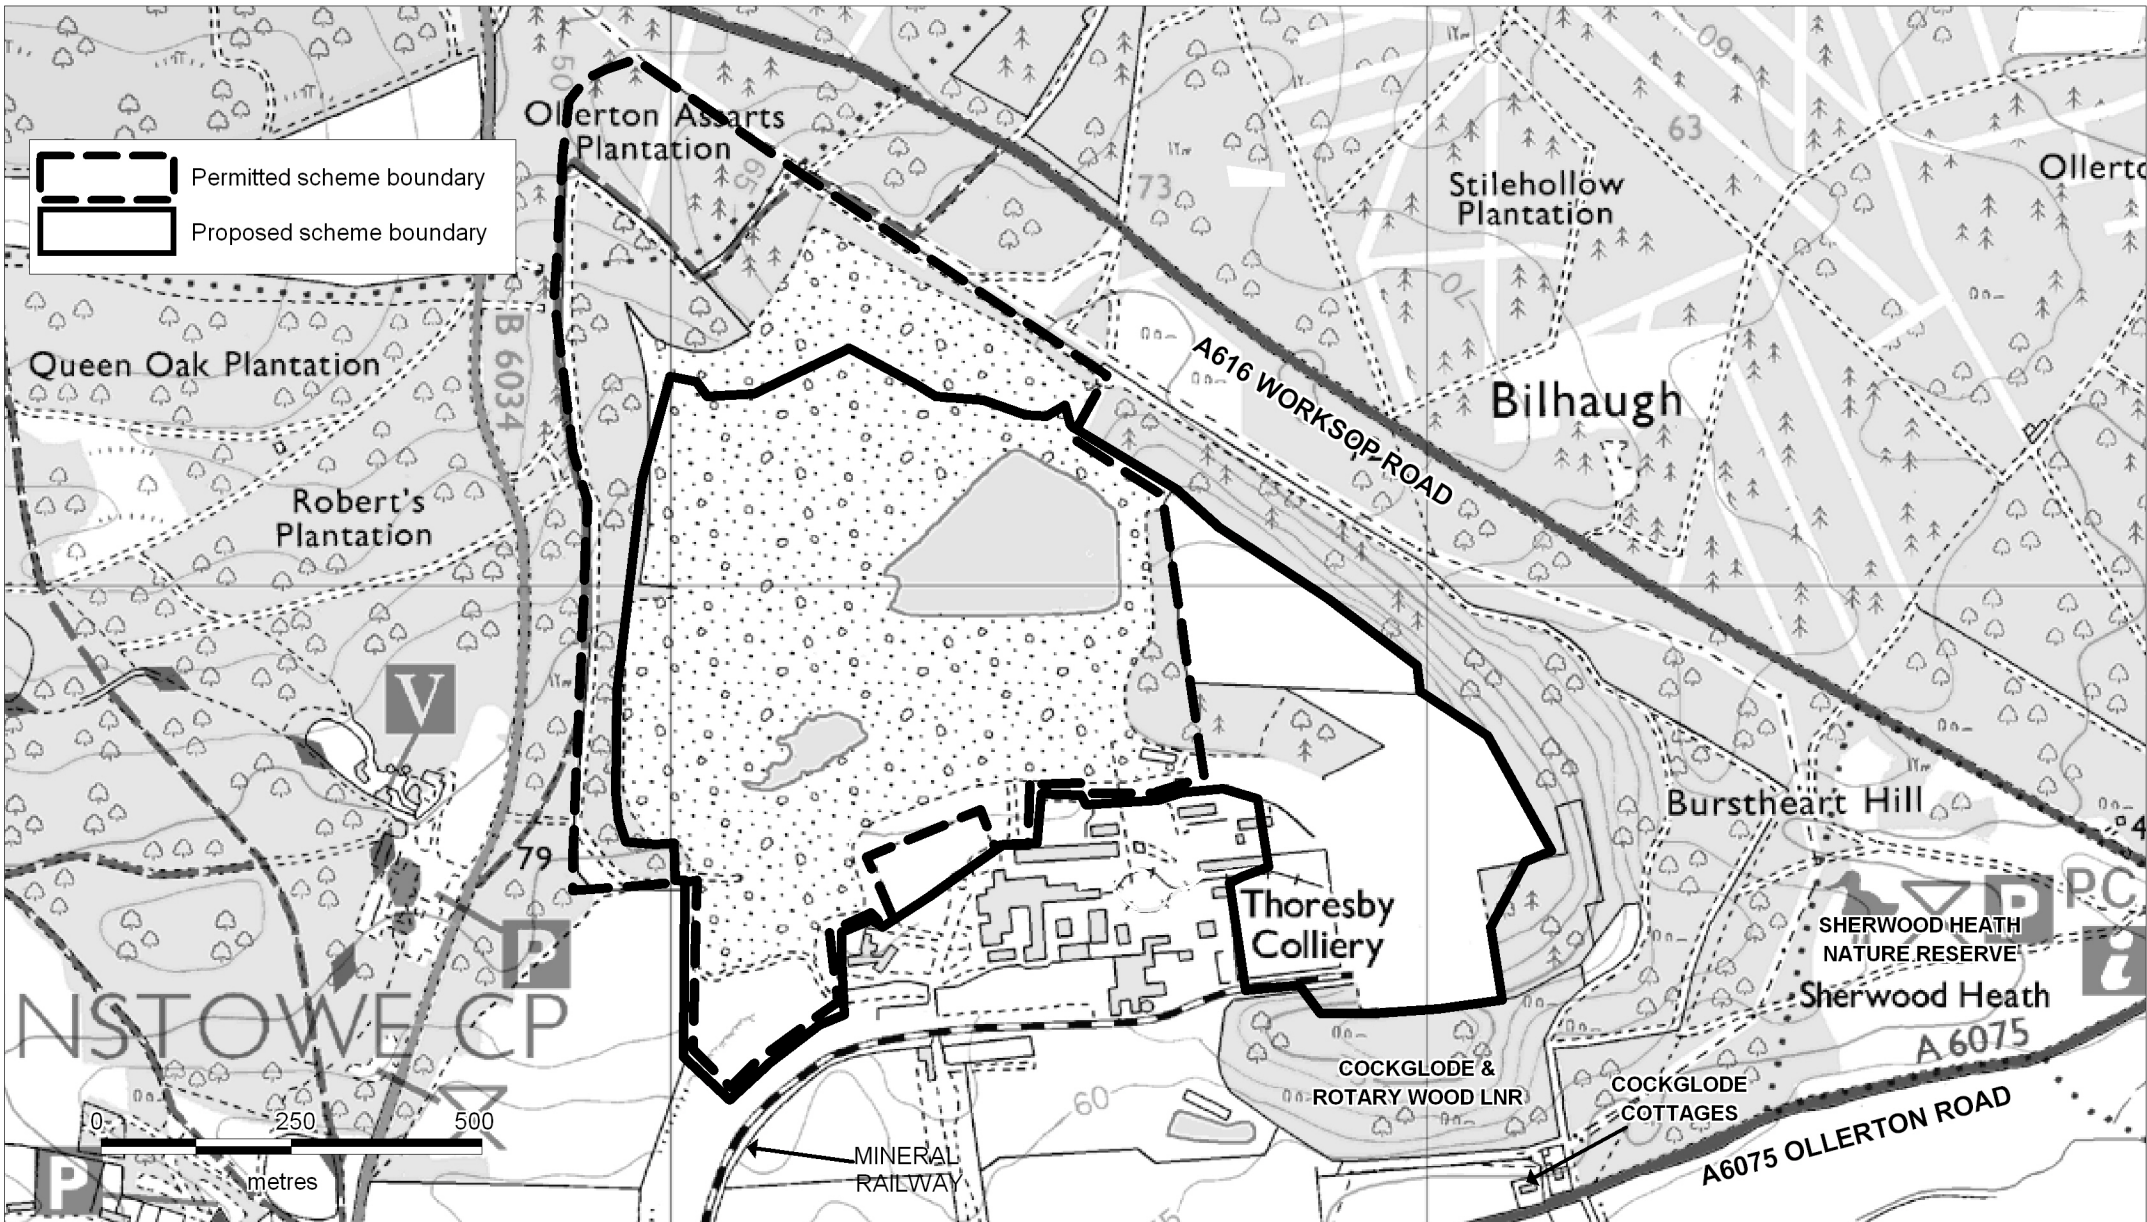 50
Ollerton Assarts
Plantation
65
Permitted scheme boundary
Proposed scheme boundary
60
63
73
Stilehollow
Plantation
70
Ollerto
Queen Oak Plantation
B 6034
A616 WORKSOP ROAD
Bilhaugh
Robert's
Plantation
V
79
P
Burstheart Hill
4
Thoresby
Colliery
P
PC
i
SHERWOOD HEATH
NATURE RESERVE
Sherwood Heath
A 6075
NSTOWE CP
COCKGLODE &
ROTARY WOOD LNR
COCKGLODE
COTTAGES
60
0 250 500
metres
MINERAL
RAILWAY
A6075 OLLERTON ROAD
P